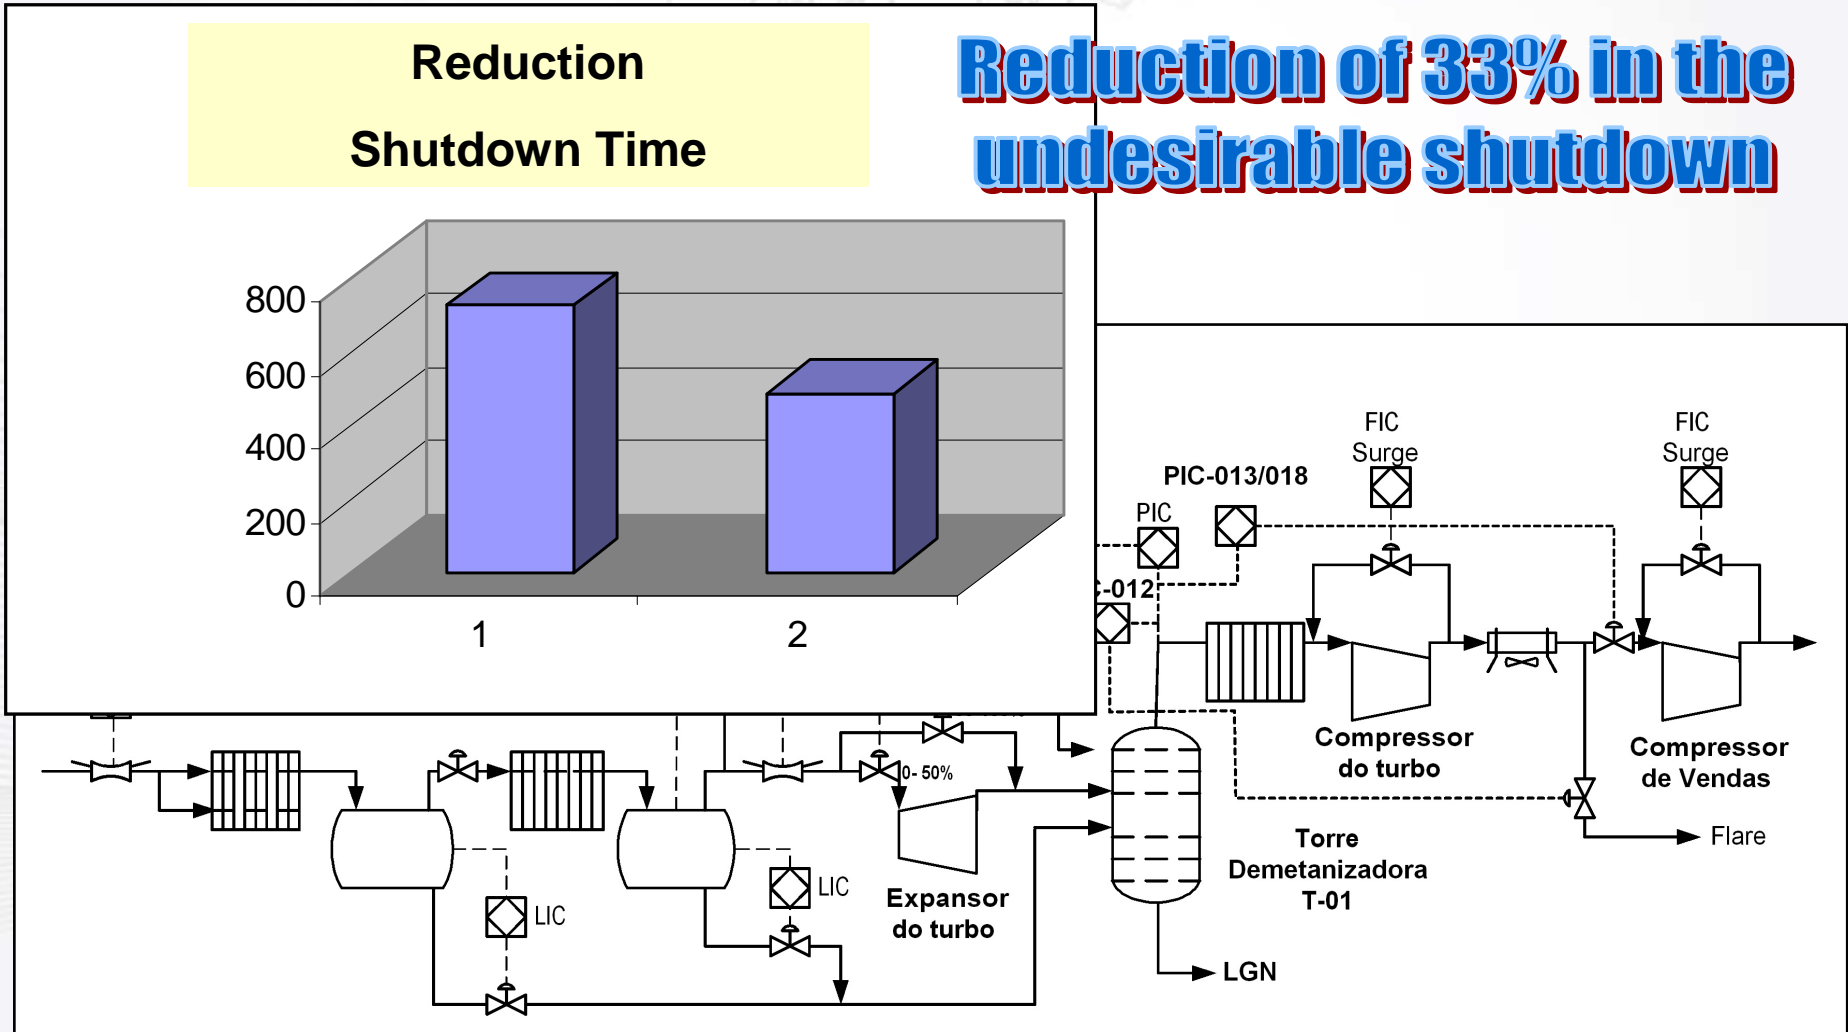 Reduction
Shutdown Time
Reduction of 33% in the
undesirable shutdown
800
600
400
200
0
1
2
FIC
Surge
FIC
Surge
PIC-013/018
PIC
-012
Compressor
do turbo
Compressor
de Vendas
0- 50%
Flare
Torre
Demetanizadora
T-01
LIC
LIC
Expansor
do turbo
LGN